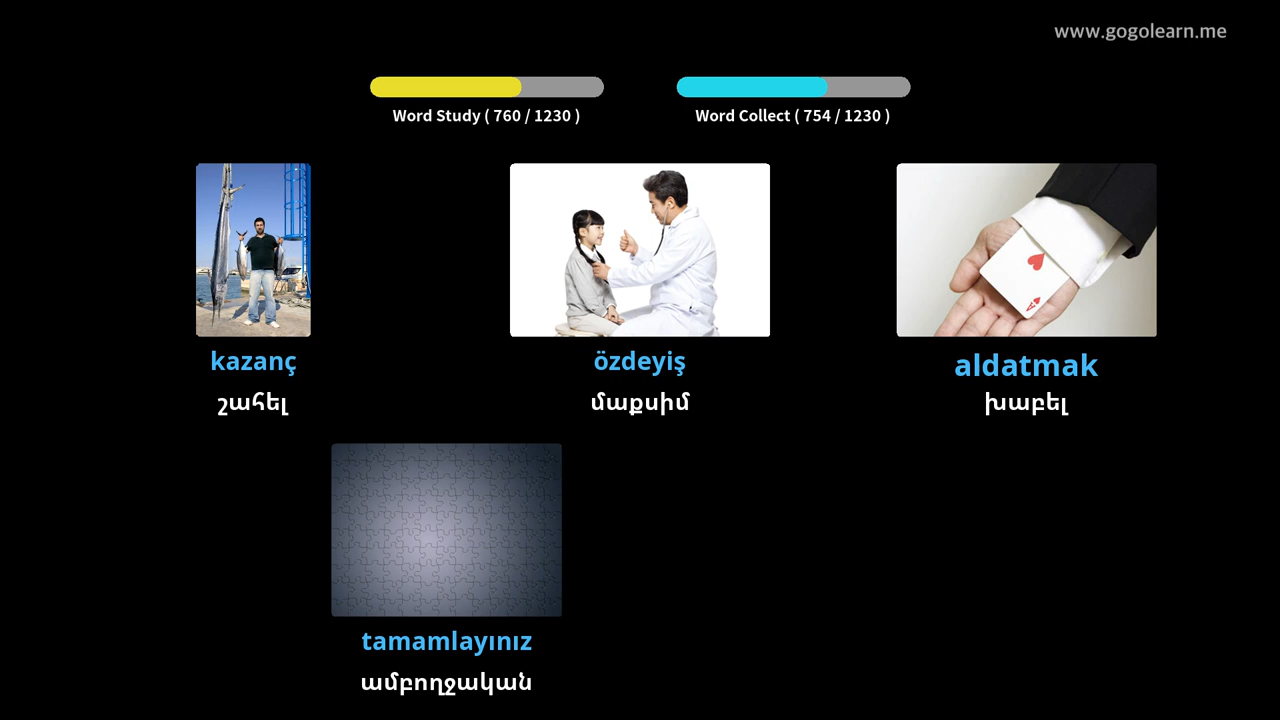 www.gogolearn.me
Word Study ( 760 / 1230 )
Word Collect ( 754 / 1230 )
kazanç
շահել
özdeyiş
մաքսիմ
aldatmak
խաբել
tamamlayınız
ամբողջական